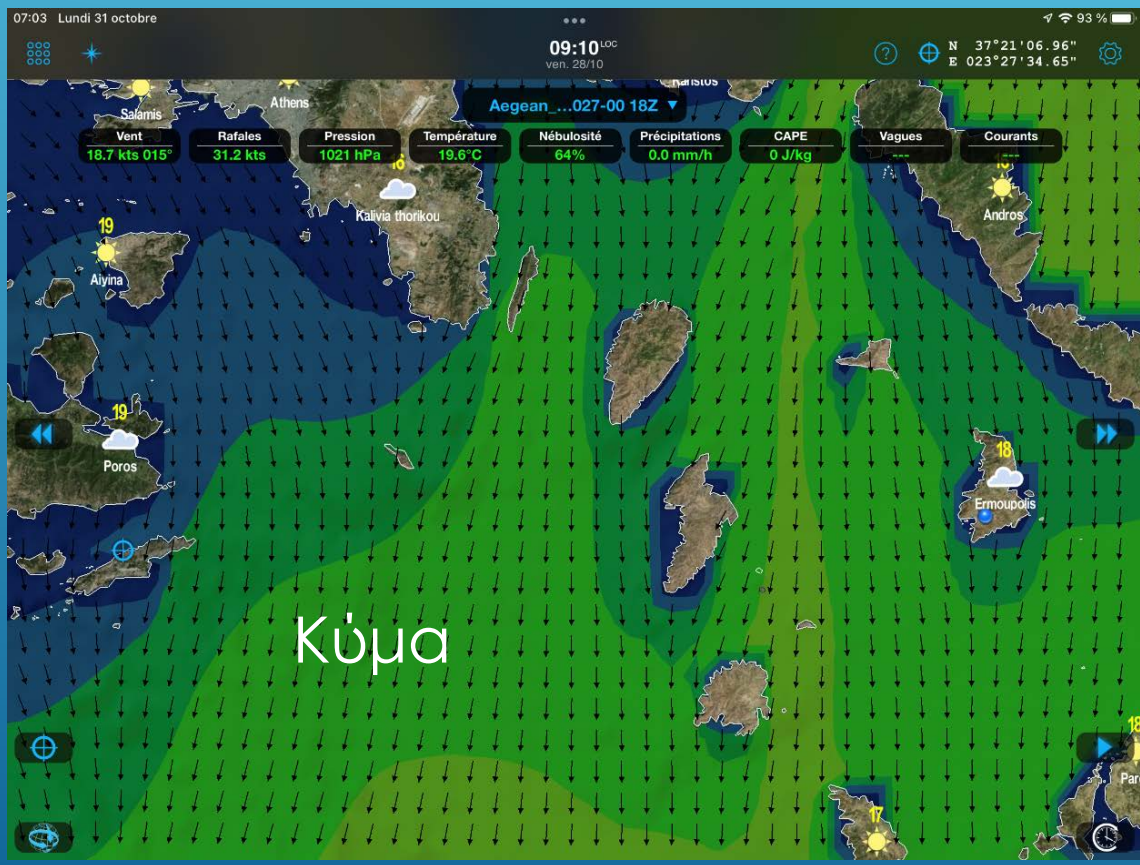 07:03 Lundi 31 octobre
93 %
09:10 LOC
ven. 28/10
?
N 37°21'06.96"
E 023°27'34.65"
Aegean_...027-00 18Z ▼
Karistos
Salamis
Athens
Vent
18.7 kts 015°
Rafales
31.2 kts
Pression
1021 hPa
Température
19.6°C
Nébulosité
64%
Précipitations
0.0 mm/h
CAPE
0 J/kg
Vagues
---
Courants
---
Kalivia thorikou
Andros
19
Aiyina
19
Poros
18
Ermoupolis
Κύμα
18
17